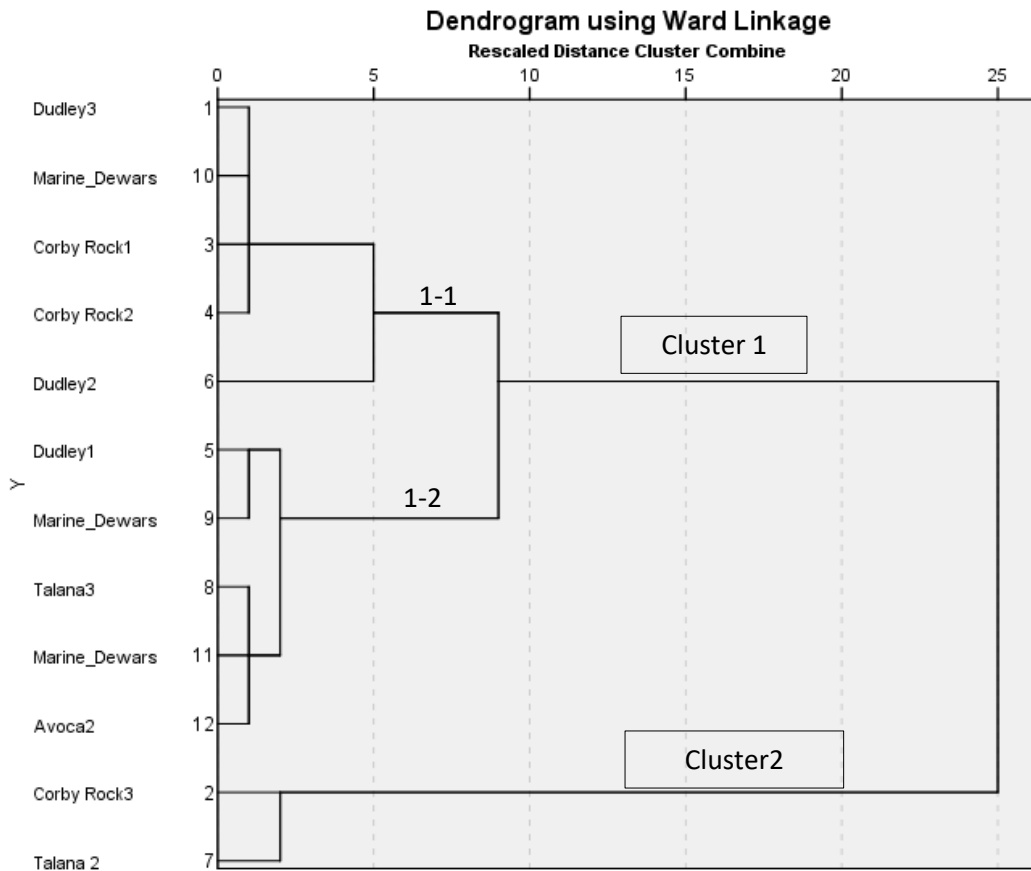 Dendrogram using Ward Linkage
Rescaled Distance Cluster Combine
0 5 10 15 20 25
Dudley3 1
Marine_Dewars 10
Corby Rock1 3
1-1
Corby Rock2 4
Cluster 1
Dudley2 6
Dudley1 5
Y
1-2
Marine_Dewars 9
Talana3 8
Marine_Dewars 11
Avoca2 12
Cluster2
Corby Rock3 2
Talana 2 7